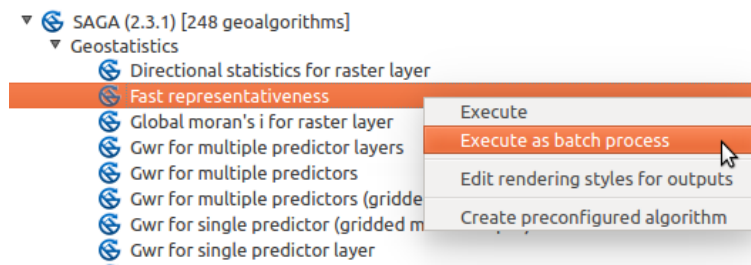 SAGA (2.3.1) [248 geoalgorithms]
Geostatistics
Directional statistics for raster layer
Fast representativeness
Global moran's i for raster layer
Gwr for multiple predictor layers
Gwr for multiple predictors
Gwr for multiple predictors (gridde
Gwr for single predictor (gridded m
Gwr for single predictor layer
Execute
Execute as batch process
Edit rendering styles for outputs
Create preconfigured algorithm